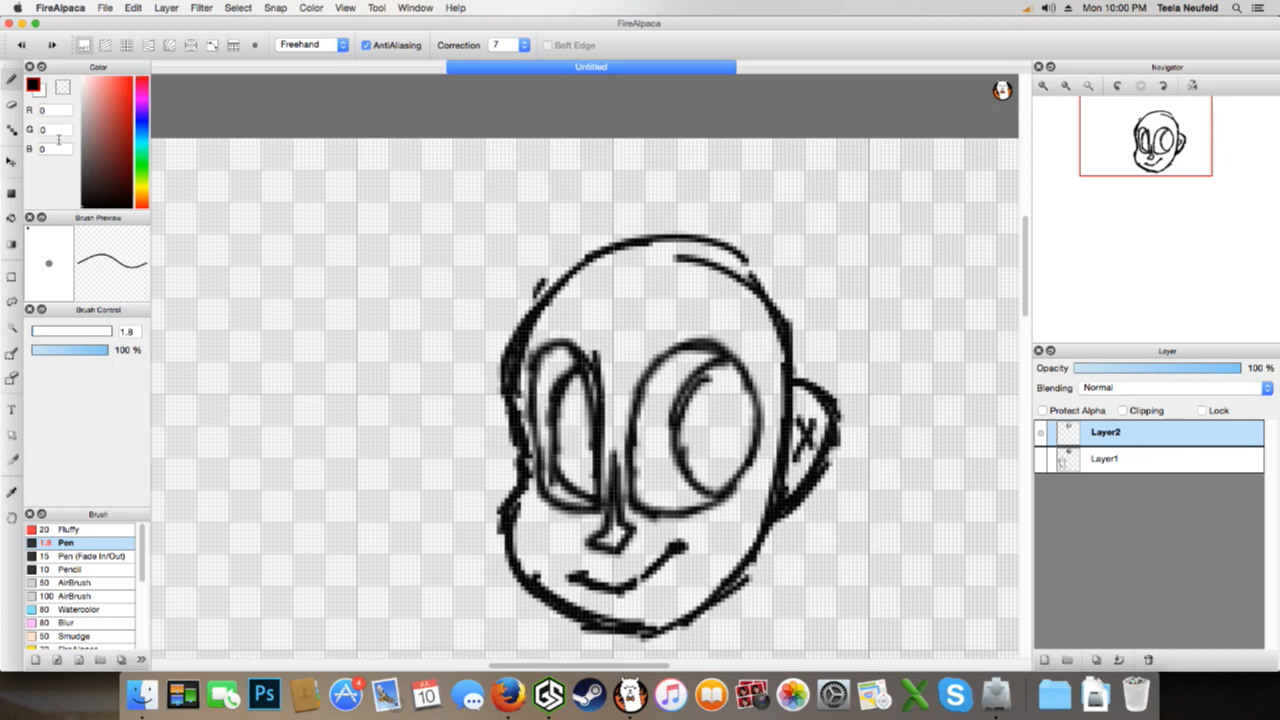 FireAlpaca File Edit Layer Filter Select Snap Color View Tool Window Help Mon 10:00 PM Teela Neufeld
FireAlpaca
Freehand AntiAliasing Correction 7 Soft Edge
Color Untitled Navigator
R 0
G 0
B 0
Brush Preview
Brush Control
1.8
100 %
Layer
Opacity 100 %
Blending Normal
Protect Alpha Clipping Lock
Layer2
Layer1
Brush
20 Fluffy
1.8 Pen
15 Pen (Fade In/Out)
10 Pencil
50 AirBrush
100 AirBrush
80 Watercolor
80 Blur
50 Smudge
4
Ps
JUL
10